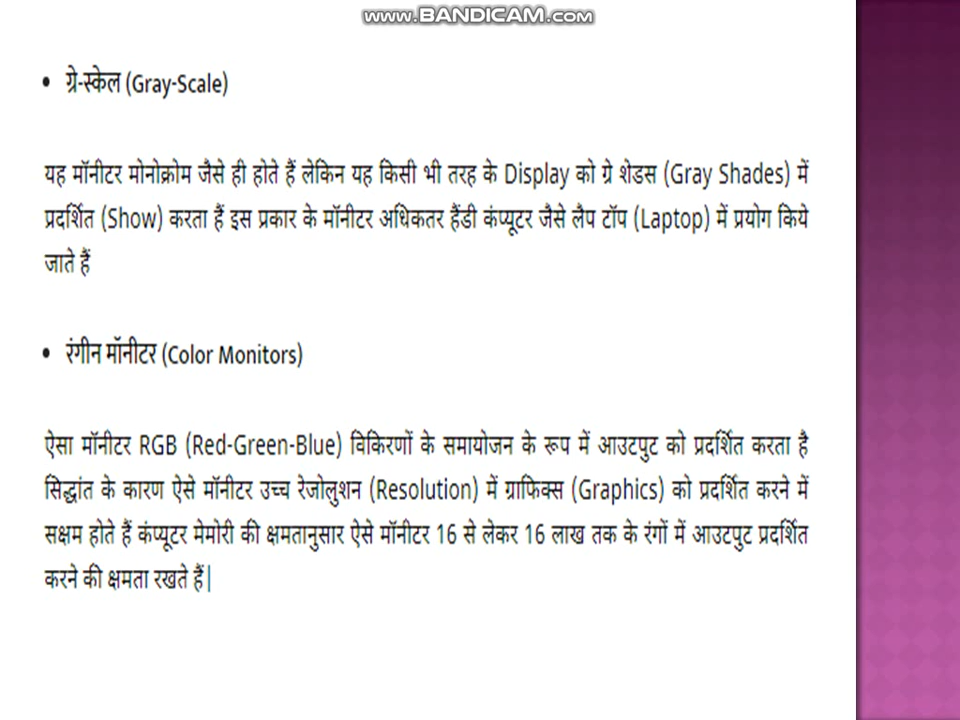 www.BANDICAM.com
• ग्रे-स्केल (Gray-Scale)
यह मॉनीटर मोनोक्रोम जैसे ही होते हैं लेकिन यह किसी भी तरह के Display को ग्रे शेडस (Gray Shades) में
प्रदर्शित (Show) करता हैं इस प्रकार के मॉनीटर अधिकतर हैंडी कंप्यूटर जैसे लैप टॉप (Laptop) में प्रयोग किये
जाते हैं
• रंगीन मॉनीटर (Color Monitors)
ऐसा मॉनीटर RGB (Red-Green-Blue) विकिरणों के समायोजन के रूप में आउटपुट को प्रदर्शित करता है
सिद्धांत के कारण ऐसे मॉनीटर उच्च रेजोलुशन (Resolution) में ग्राफिक्स (Graphics) को प्रदर्शित करने में
सक्षम होते हैं कंप्यूटर मेमोरी की क्षमतानुसार ऐसे मॉनीटर 16 से लेकर 16 लाख तक के रंगों में आउटपुट प्रदर्शित
करने की क्षमता रखते हैं|